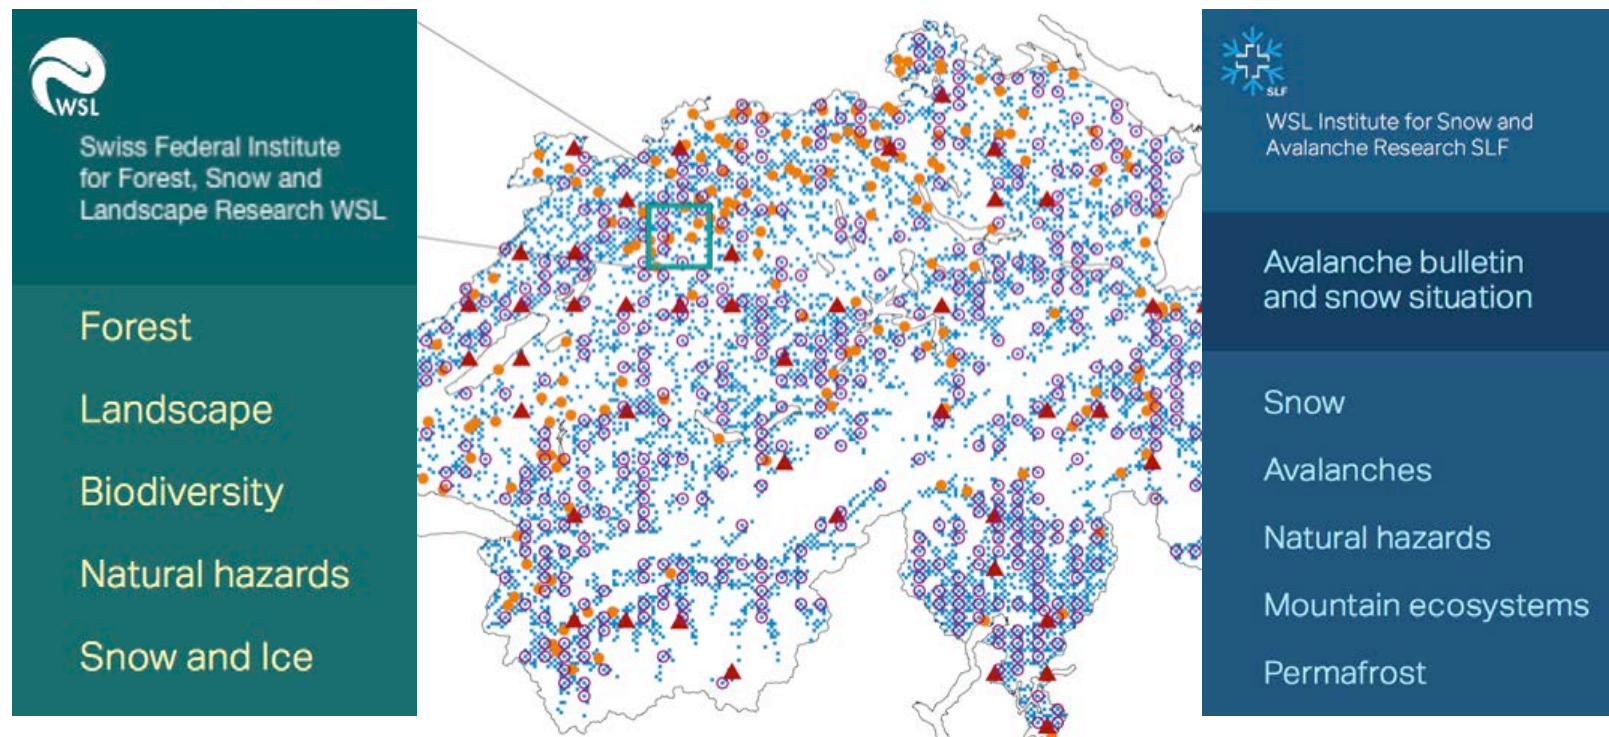 WSL
Swiss Federal Institute
for Forest, Snow and
Landscape Research WSL
Forest
Landscape
Biodiversity
Natural hazards
Snow and Ice
SLF
WSL Institute for Snow and
Avalanche Research SLF
Avalanche bulletin
and snow situation
Snow
Avalanches
Natural hazards
Mountain ecosystems
Permafrost